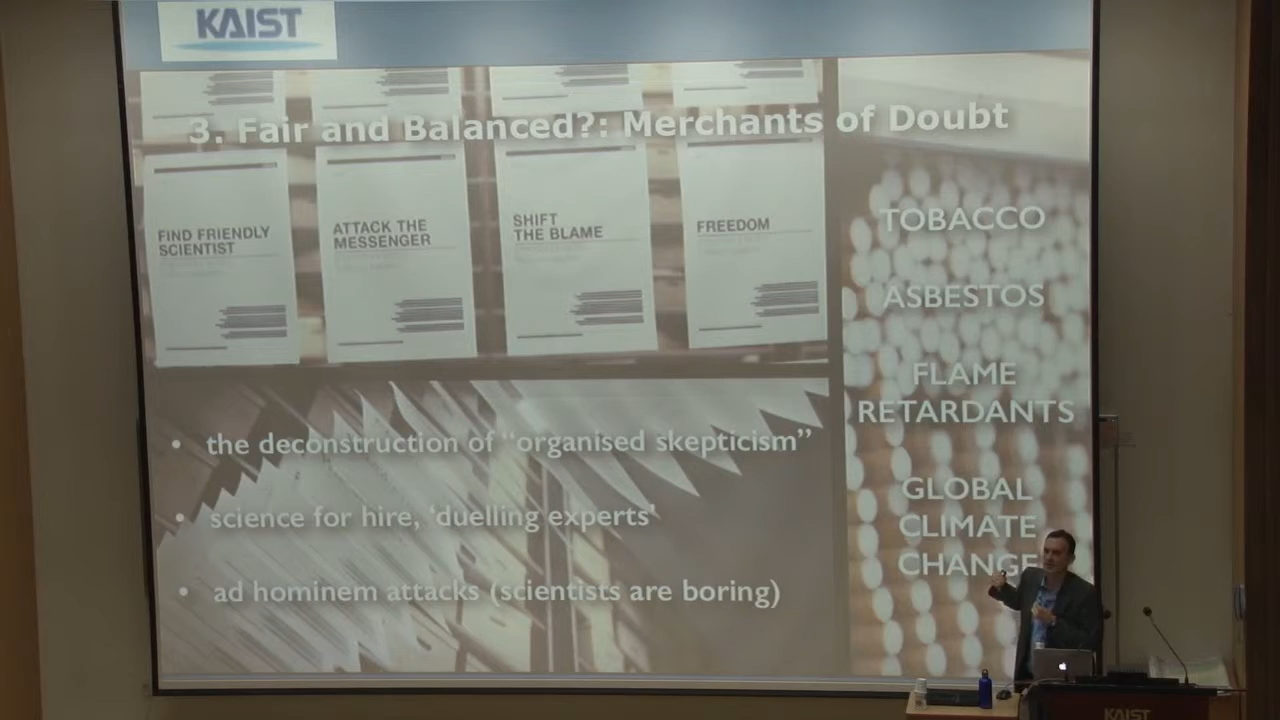 KAIST
3. Fair and Balanced?: Merchants of Doubt
FIND FRIENDLY
SCIENTIST
ATTACK THE
MESSENGER
SHIFT
THE BLAME
FREEDOM
TOBACCO
ASBESTOS
FLAME
RETARDANTS
GLOBAL
CLIMATE
CHANGE
• the deconstruction of “organised skepticism”
• science for hire, ‘duelling experts’
• ad hominem attacks (scientists are boring)
KAIST